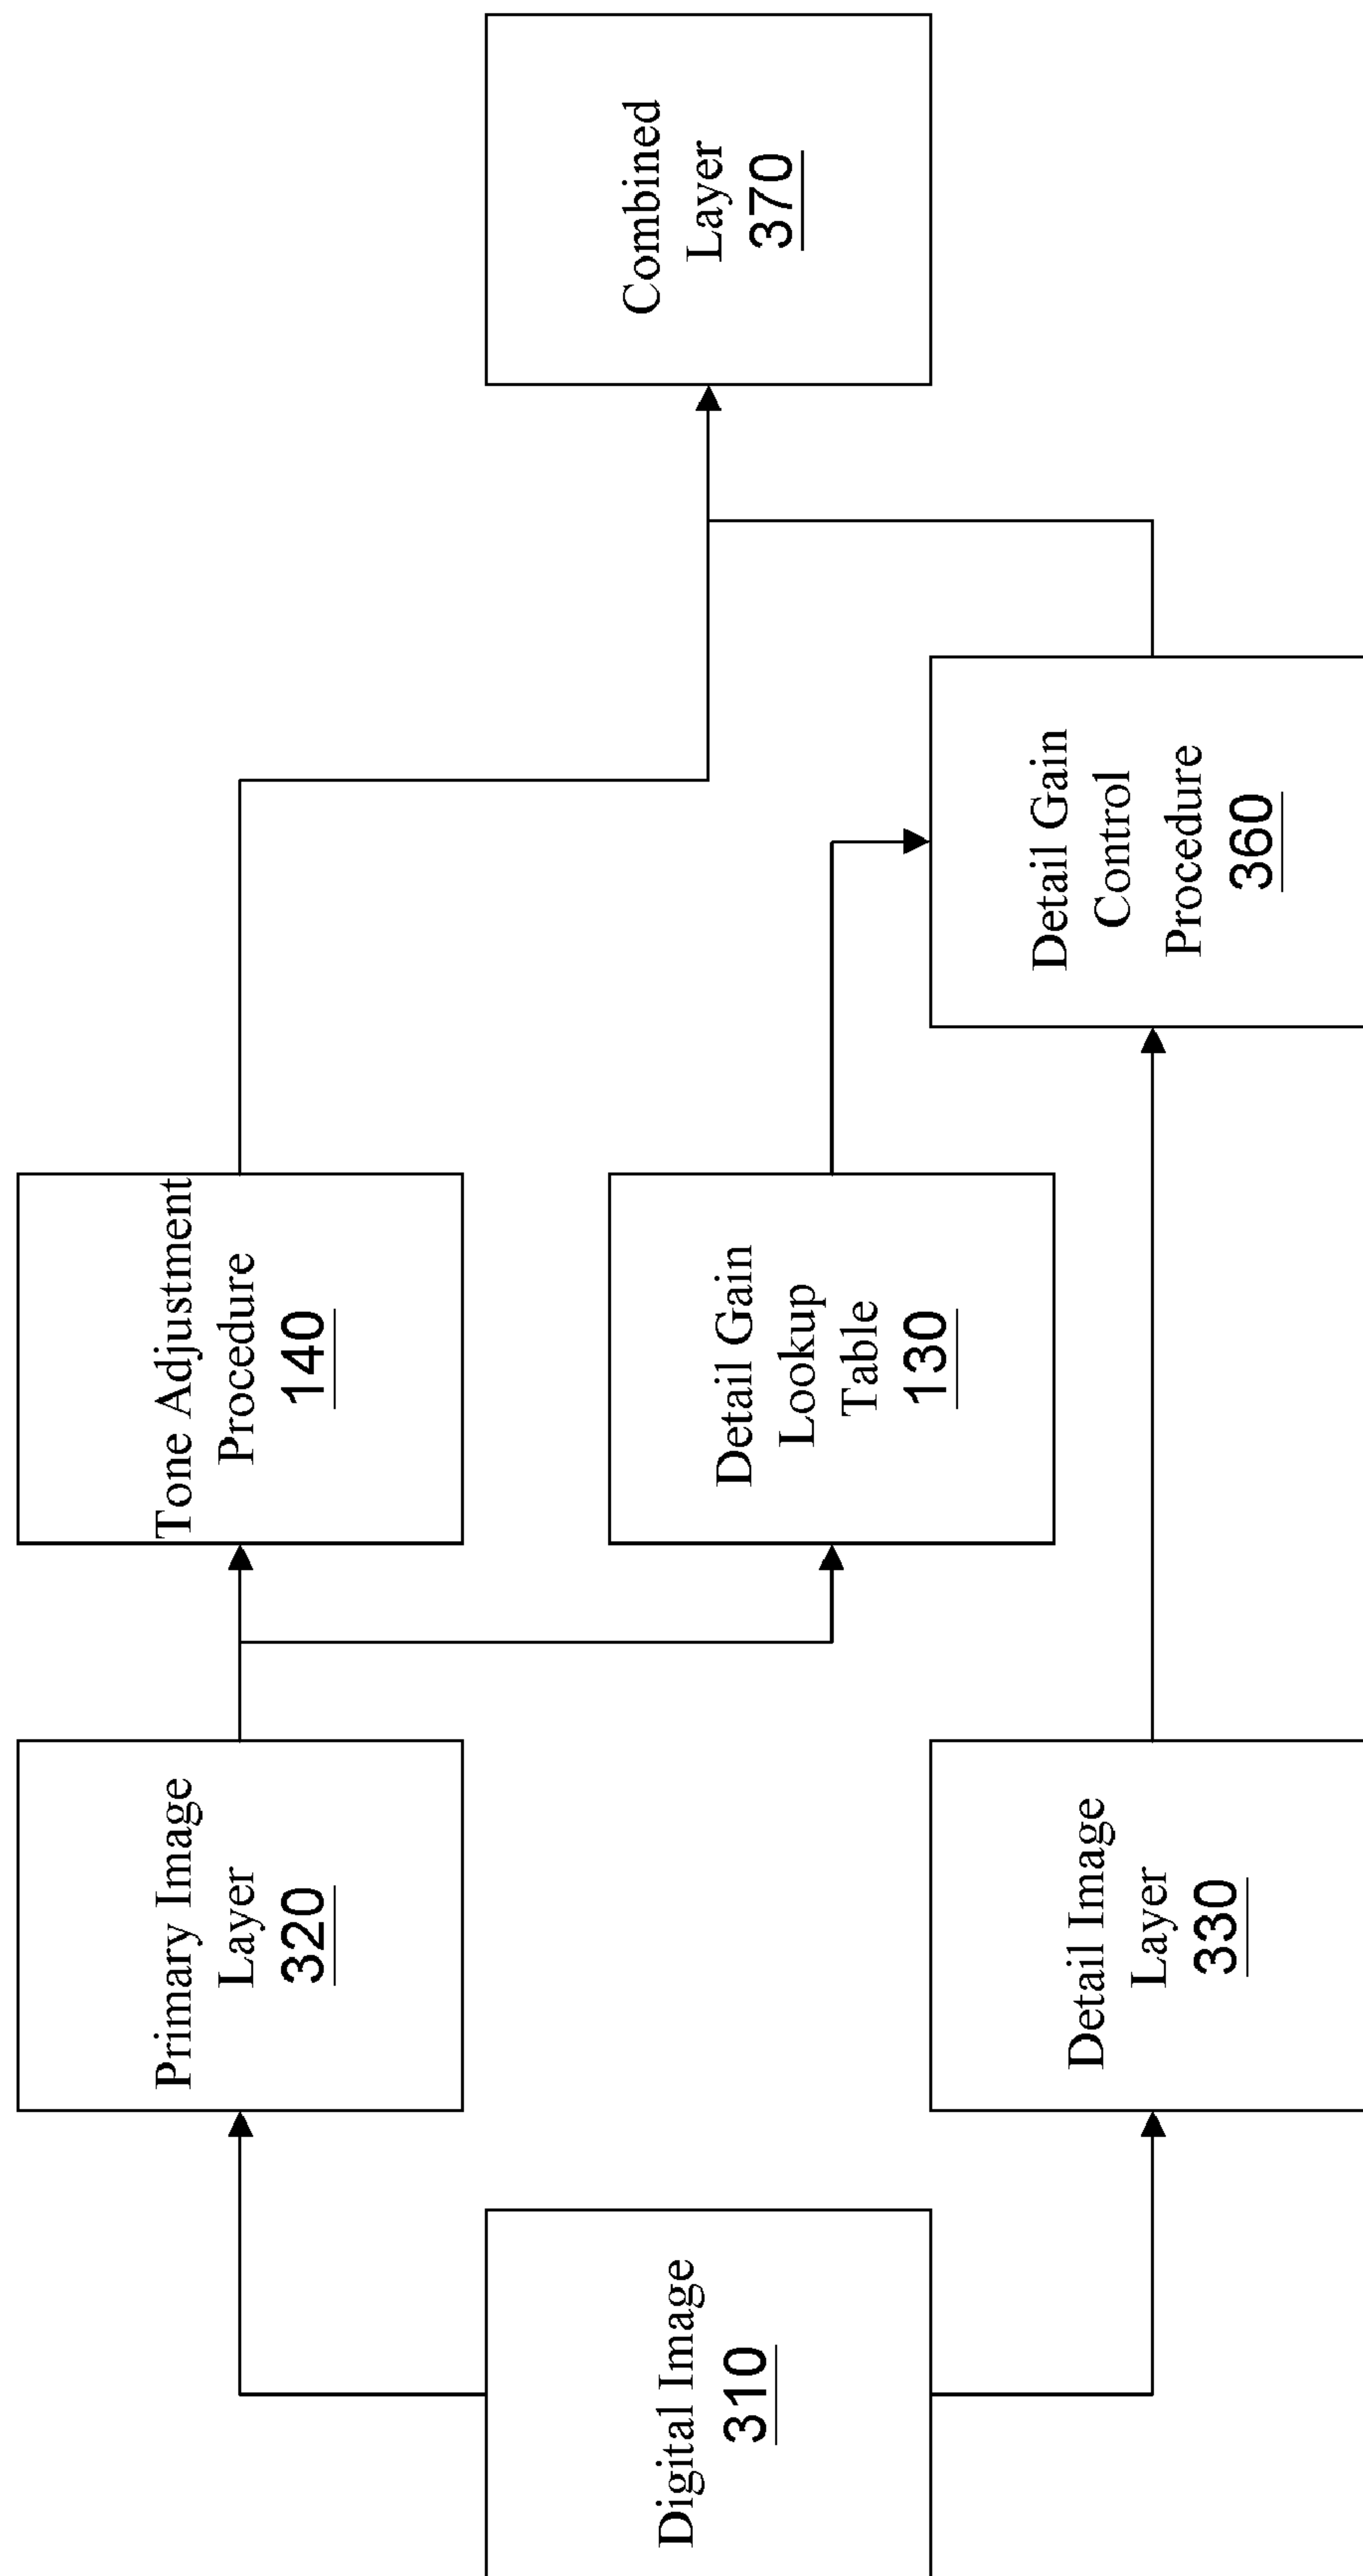 Digital Image
310
Primary Image
Layer
320
Detail Image
Layer
330
Tone Adjustment
Procedure
140
Detail Gain
Lookup
Table
130
Detail Gain
Control
Procedure
360
Combined
Layer
370